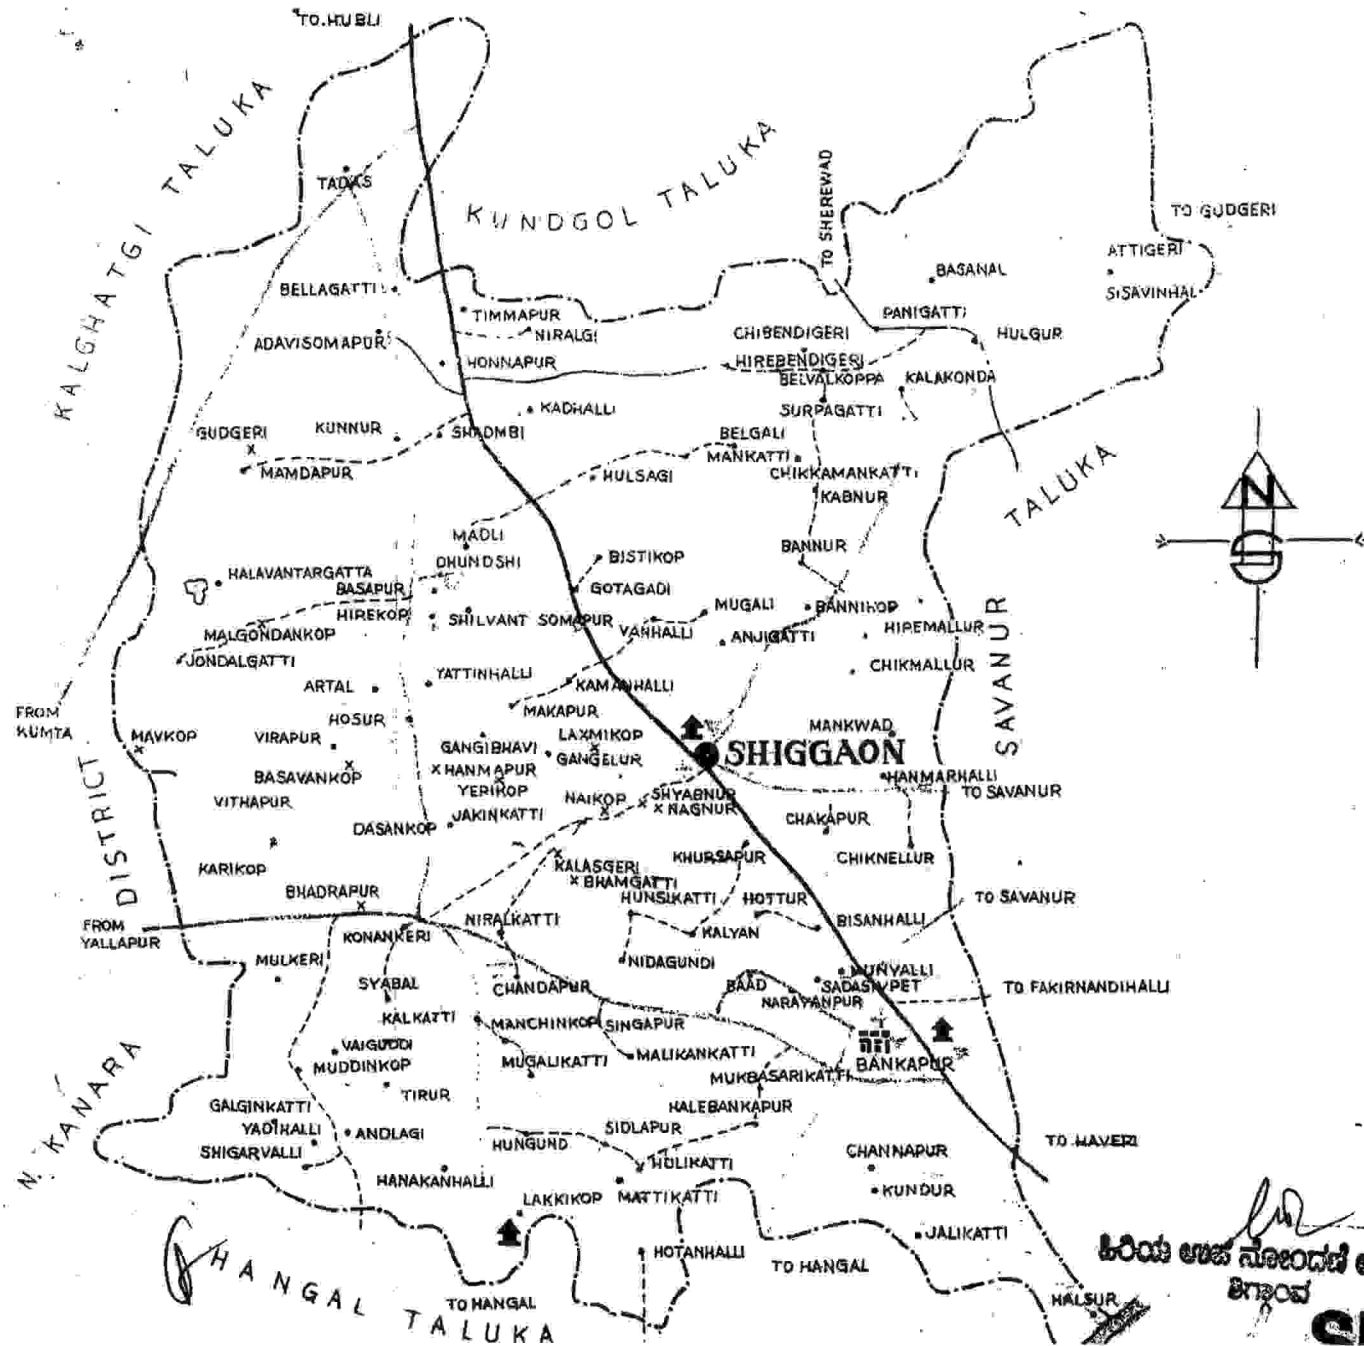 TO HUBLI
KALGHATGI TALUKA
TADAS
KUNDGOL TALUKA
TO SHEREWAD
TO GUDGERI
ATTIGERI
BASANAL
SISAVINHAL
BELLAGATTI
TIMMAPUR
PANIGATTI
NIRALGI
CHIBENDIGERI
HULGUR
ADAVISOMAPUR
HONNAPUR
HIREBENDIGERI
BELVALKOPPA
KALAKONDA
KADHALLI
SURPAGATTI
GUDGERI
KUNNUR
SHADMBI
BELGALI
MAMDAPUR
MANKATTI
HULSAGI
CHIKKAMANKATTI
KABNUR
TALUKA
N
MADLI
BANNUR
DHUNDSHI
BISTIKOP
HALAVANTARGATTA
BASAPUR
GOTAGADI
HIREKOP
SHILVANT SOMAPUR
MUGALI
BANNIKOP
MALGONDANKOP
VANHALLI
ANJIGATTI
HIREMALLUR
JONDALGATTI
CHIKMALLUR
SAVANUR
YATTINHALLI
ARTAL
KAMANHALLI
FROM
KUMTA
HOSUR
MAKAPUR
MANKWAD
MAVKOP
VIRAPUR
GANGIBHAVI
LAXMIKOP
GANGELUR
SHIGGAON
BASAVANKOP
HANMAPUR
HANMARHALLI
YERIKOP
TO SAVANUR
VITHAPUR
NAIKOP
SHYABNUR
NAGNUR
DISTRICT
DASANKOP
JAKINKATTI
CHAKAPUR
KARIKOP
KALASGERI
KHURSAPUR
CHIKNELLUR
BHAMGATTI
BHADRAPUR
HUNSIKATTI
HOTTUR
TO SAVANUR
FROM
YALLAPUR
KONANKERI
NIRALKATTI
KALYAN
BISANHALLI
MULKERI
NIDAGUNDI
MUNVALLI
SYABAL
CHANDAPUR
BAAD
SADASIVPET
TO FAKIRNANDIHALLI
NARAYANPUR
KALKATTI
MANCHINKOP
SINGAPUR
VAIGUDDI
MUDDINKOP
MUGALIKATTI
MALIKANKATTI
BANKAPUR
MUKBASARIKATTI
TIRUR
N. KANARA
GALGINKATTI
HALEBANKAPUR
YADIHALLI
ANDLAGI
SIDLAPUR
SHIGARVALLI
HUNGUND
TO HAVERI
HULIKATTI
CHANNAPUR
HANAKANHALLI
KUNDUR
LAKKIKOP
MATTIKATTI
JALIKATTI
HOTANHALLI
TO HANGAL
HANGAL TALUKA
TO HANGAL
HALSUR
ಹಿರಿಯ ಉಪ ನೋಂದಣಿ
ಶಿಗ್ಗಾಂವ